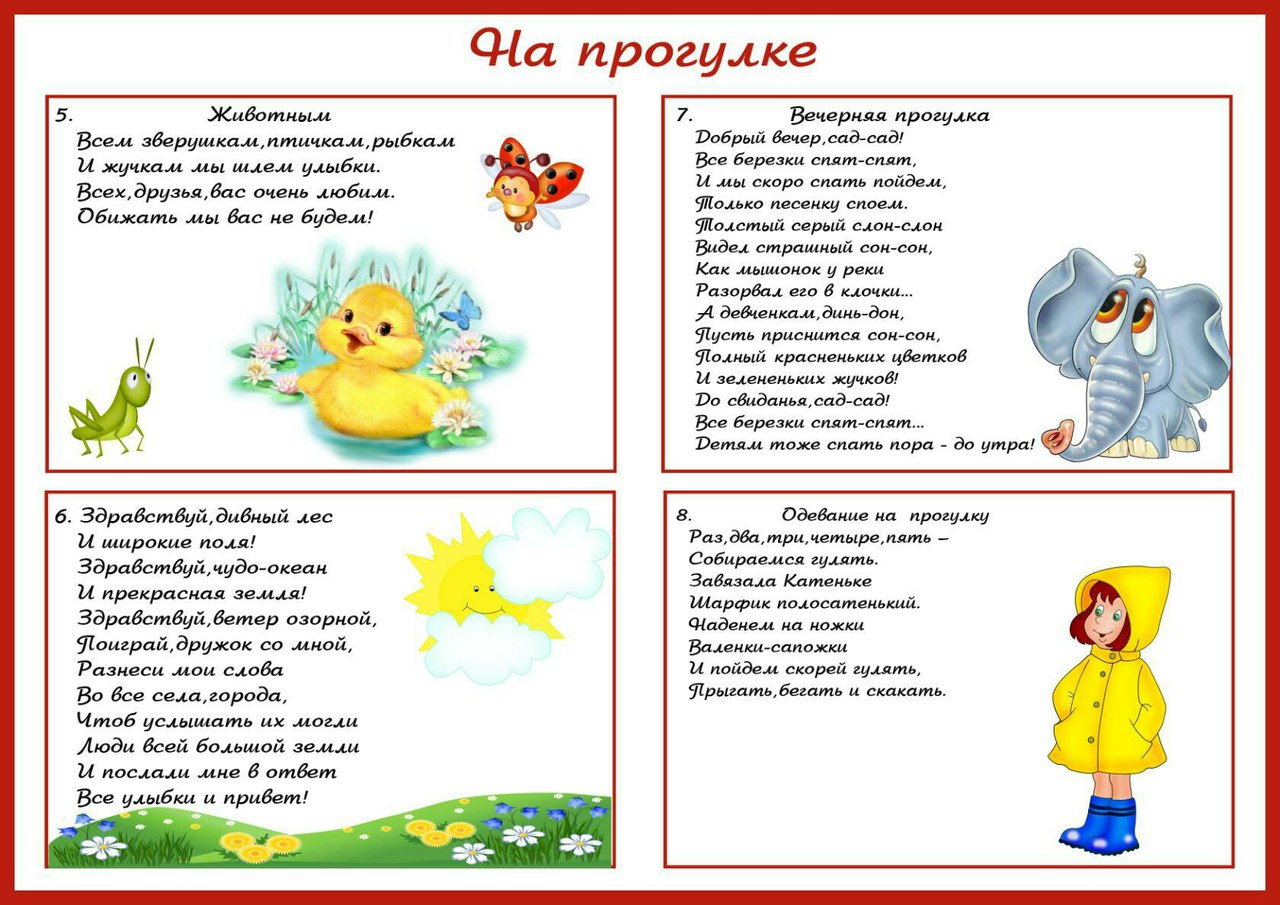 На прогулке
5. Животным
Всем зверушкам,птичкам,рыбкам
И жучкам мы шлем улыбки.
Всех,друзья,вас очень любим.
Обижать мы вас не будем!
6. Здравствуй,дивный лес
И широкие поля!
Здравствуй,чудо-океан
И прекрасная земля!
Здравствуй,ветер озорной,
Поиграй,дружок со мной,
Разнеси мои слова
Во все села,города,
Чтоб услышать их могли
Люди всей большой земли
И послали мне в ответ
Все улыбки и привет!
7. Вечерняя прогулка
Добрый вечер,сад-сад!
Все березки спят-спят,
И мы скоро спать пойдем,
Только песенку споем.
Толстый серый слон-слон
Видел страшный сон-сон,
Как мышонок у реки
Разорвал его в клочки...
А девченкам,динь-дон,
Пусть приснится сон-сон,
Полный красненьких цветков
И зелененьких жучков!
До свиданья,сад-сад!
Все березки спят-спят...
Детям тоже спать пора - до утра!
8. Одевание на прогулку
Раз,два,три,четыре,пять –
Собираемся гулять.
Завязала Катеньке
Шарфик полосатенький.
Наденем на ножки
Валенки-сапожки
И пойдем скорей гулять,
Прыгать,бегать и скакать.